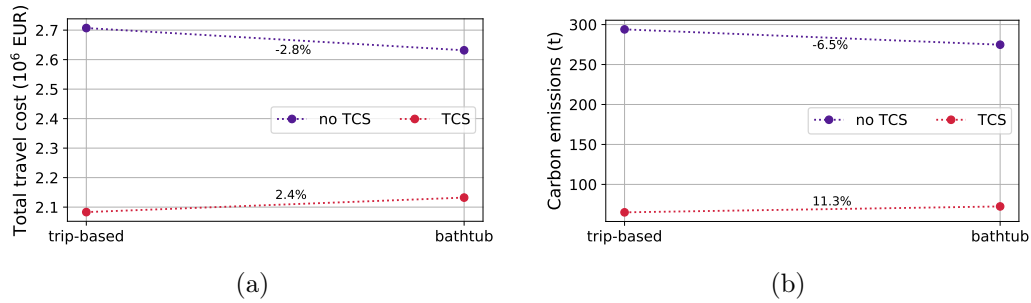 Total travel cost (10⁶ EUR)
2.7
2.6
2.5
2.4
2.3
2.2
2.1
-2.8%
no TCS
TCS
2.4%
trip-based
bathtub
(a)
Carbon emissions (t)
300
250
200
150
100
-6.5%
no TCS
TCS
11.3%
trip-based
bathtub
(b)